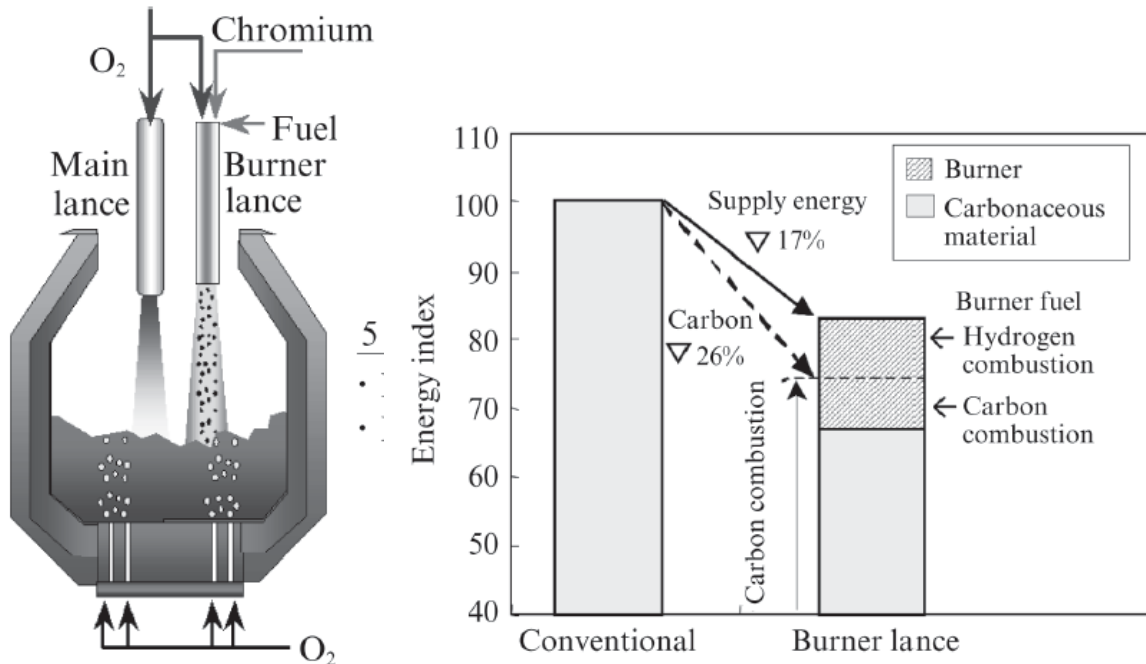 O2
Chromium
Fuel
Main
lance
Burner
lance
O2
5
Energy index
110
100
90
80
70
60
50
40
Supply energy
▽ 17%
Carbon
▽ 26%
Carbon combustion
Burner
Carbonaceous
material
Burner fuel
Hydrogen
combustion
Carbon
combustion
Conventional
Burner lance